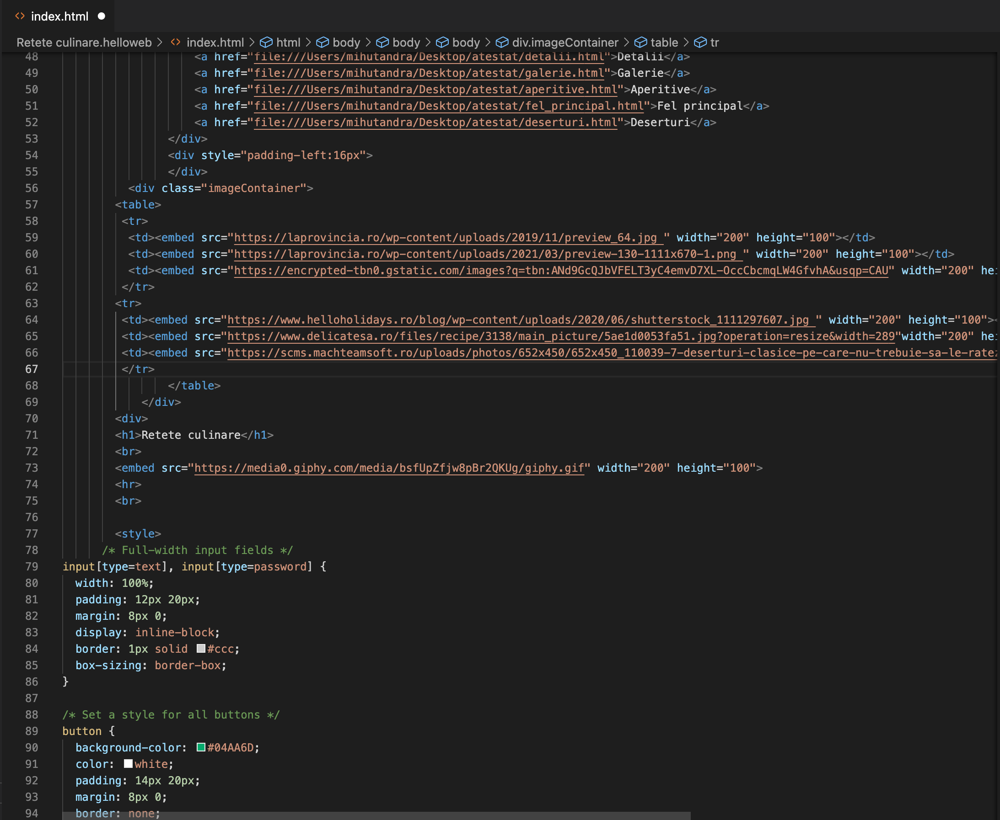 index.html
Retete culinare.helloweb > index.html > html > body > body > body > div.imageContainer > table > tr
48 <a href="file:///Users/mihutandra/Desktop/atestat/detalii.html">Detalii</a>
49 <a href="file:///Users/mihutandra/Desktop/atestat/galerie.html">Galerie</a>
50 <a href="file:///Users/mihutandra/Desktop/atestat/aperitive.html">Aperitive</a>
51 <a href="file:///Users/mihutandra/Desktop/atestat/fel_principal.html">Fel principal</a>
52 <a href="file:///Users/mihutandra/Desktop/atestat/deserturi.html">Deserturi</a>
53 </div>
54 <div style="padding-left:16px">
55 </div>
56 <div class="imageContainer">
57 <table>
58 <tr>
59 <td><embed src="https://laprovincia.ro/wp-content/uploads/2019/11/preview_64.jpg " width="200" height="100"></td>
60 <td><embed src="https://laprovincia.ro/wp-content/uploads/2021/03/preview-130-1111x670-1.png " width="200" height="100"></td>
61 <td><embed src="https://encrypted-tbn0.gstatic.com/images?q=tbn:ANd9GcQJbVFELT3yC4emvD7XL-OccCbcmqLW4GfvhA&usqp=CAU" width="200" hei
62 </tr>
63 <tr>
64 <td><embed src="https://www.helloholidays.ro/blog/wp-content/uploads/2020/06/shutterstock_1111297607.jpg " width="200" height="100"><
65 <td><embed src="https://www.delicatesa.ro/files/recipe/3138/main_picture/5ae1d0053fa51.jpg?operation=resize&width=289"width="200" hei
66 <td><embed src="https://scms.machteamsoft.ro/uploads/photos/652x450/652x450_110039-7-deserturi-clasice-pe-care-nu-trebuie-sa-le-ratez
67 </tr>
68 </table>
69 </div>
70 <div>
71 <h1>Retete culinare</h1>
72 <br>
73 <embed src="https://media0.giphy.com/media/bsfUpZfjw8pBr2QKUg/giphy.gif" width="200" height="100">
74 <hr>
75 <br>
76
77 <style>
78 /* Full-width input fields */
79 input[type=text], input[type=password] {
80 width: 100%;
81 padding: 12px 20px;
82 margin: 8px 0;
83 display: inline-block;
84 border: 1px solid #ccc;
85 box-sizing: border-box;
86 }
87
88 /* Set a style for all buttons */
89 button {
90 background-color: #04AA6D;
91 color: white;
92 padding: 14px 20px;
93 margin: 8px 0;
94 border: none;